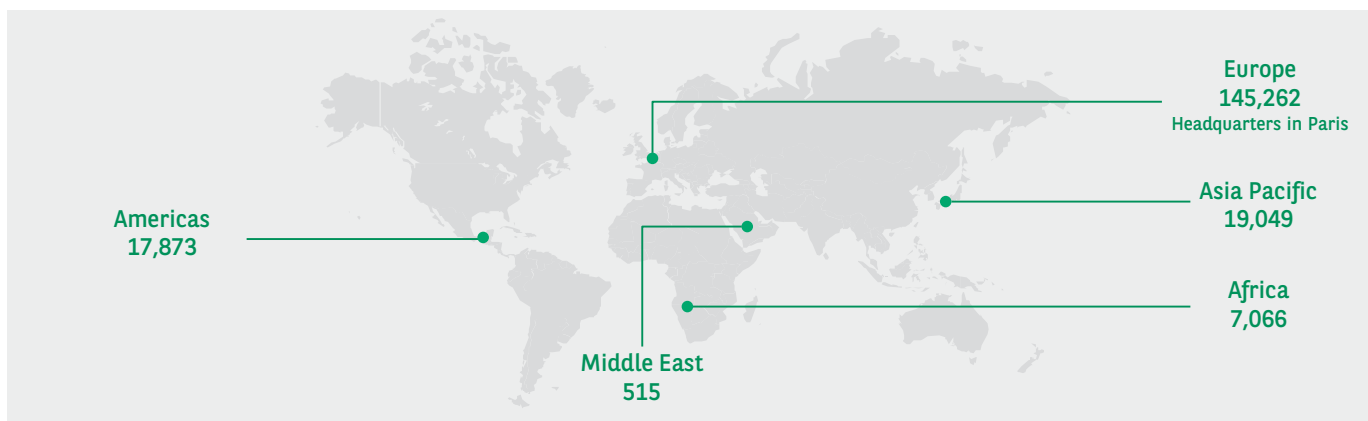 Europe
145,262
Headquarters in Paris
Asia Pacific
19,049
Americas
17,873
Africa
7,066
Middle East
515